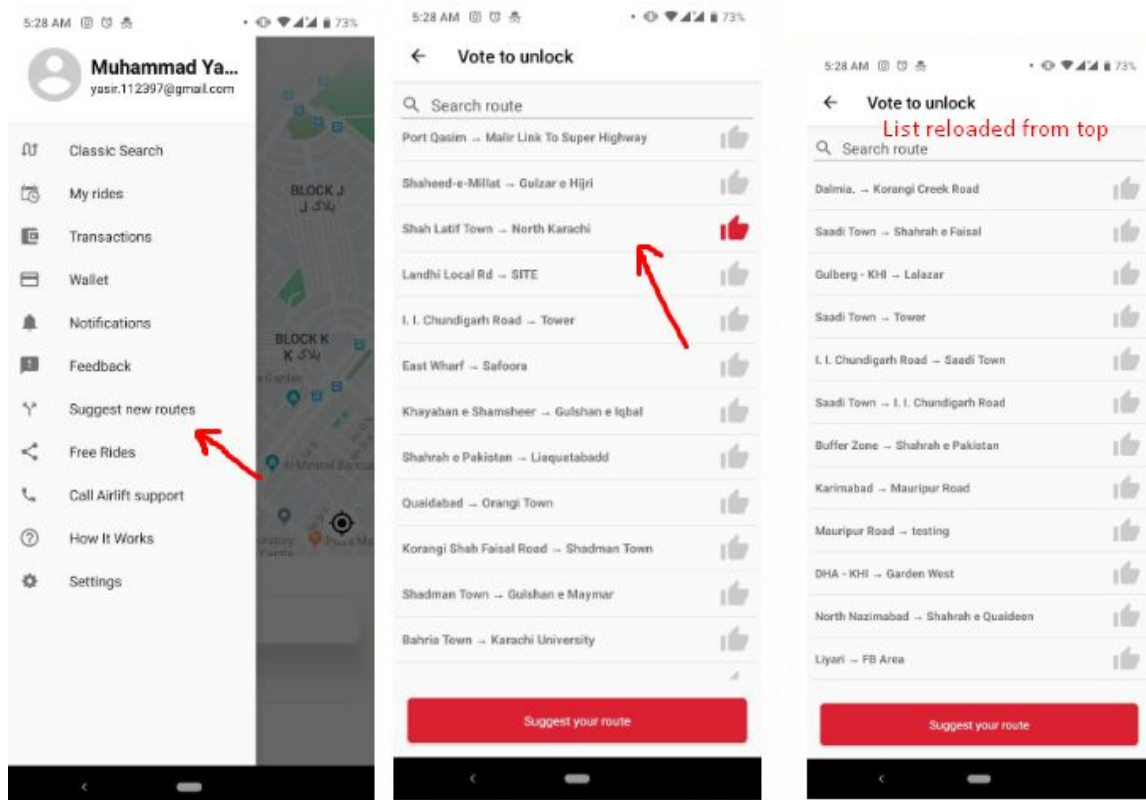 5:28 AM
73%
Muhammad Ya...
yasir.112397@gmail.com
Classic Search
My rides
Transactions
Wallet
Notifications
Feedback
Suggest new routes
Free Rides
Call Airlift support
How It Works
Settings
BLOCK J
بلاک J
BLOCK K
بلاک K
5:28 AM
73%
Vote to unlock
Search route
Port Qasim → Malir Link To Super Highway
Shaheed-e-Millat → Gulzar e Hijri
Shah Latif Town → North Karachi
Landhi Local Rd → SITE
I. I. Chundigarh Road → Tower
East Wharf → Safoora
Khayaban e Shamsheer → Gulshan e Iqbal
Shahrah e Pakistan → Liaquatabadd
Quaidabad → Orangi Town
Korangi Shah Faisal Road → Shadman Town
Shadman Town → Gulshan e Maymar
Bahria Town → Karachi University
Suggest your route
5:28 AM
73%
Vote to unlock
List reloaded from top
Search route
Dalmia. → Korangi Creek Road
Saadi Town → Shahrah e Faisal
Gulberg - KHI → Lalazar
Saadi Town → Tower
I. I. Chundigarh Road → Saadi Town
Saadi Town → I. I. Chundigarh Road
Buffer Zone → Shahrah e Pakistan
Karimabad → Mauripur Road
Mauripur Road → testing
DHA - KHI → Garden West
North Nazimabad → Shahrah e Quaideen
Liyari → FB Area
Suggest your route